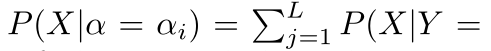 P(X|α = α_i) = ∑_{j=1}^{L} P(X|Y =